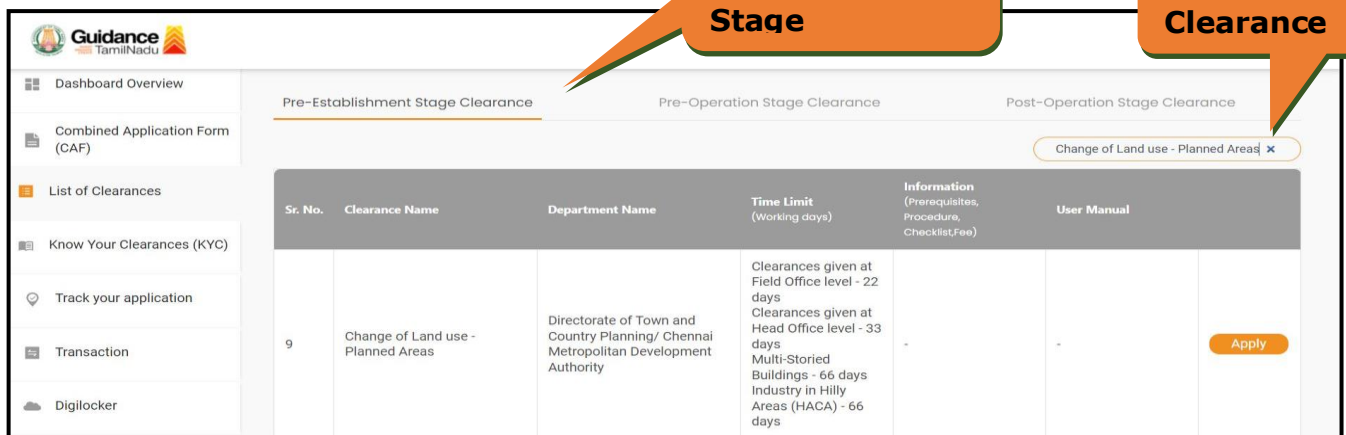 Stage
Clearance
Guidance
TamilNadu
Dashboard Overview
Combined Application Form
(CAF)
List of Clearances
Know Your Clearances (KYC)
Track your application
Transaction
Digilocker
Pre-Establishment Stage Clearance
Pre-Operation Stage Clearance
Post-Operation Stage Clearance
Change of Land use - Planned Areas ×
Sr. No.
Clearance Name
Department Name
Time Limit
(Working days)
Information
(Prerequisites,
Procedure,
Checklist,Fee)
User Manual
9
Change of Land use -
Planned Areas
Directorate of Town and
Country Planning/ Chennai
Metropolitan Development
Authority
Clearances given at
Field Office level - 22
days
Clearances given at
Head Office level - 33
days
Multi-Storied
Buildings - 66 days
Industry in Hilly
Areas (HACA) - 66
days
-
-
Apply